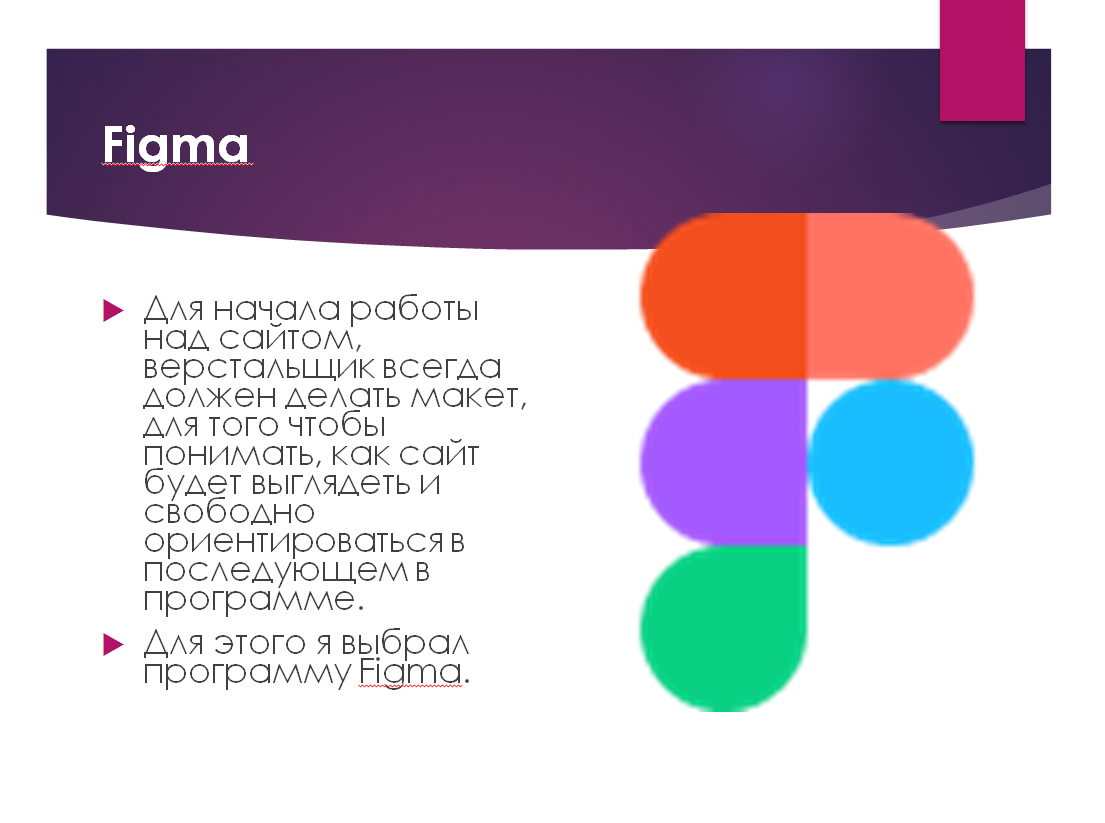 Figma
Для начала работы
над сайтом,
верстальщик всегда
должен делать макет,
для того чтобы
понимать, как сайт
будет выглядеть и
свободно
ориентироваться в
последующем в
программе.
Для этого я выбрал
программу Figma.